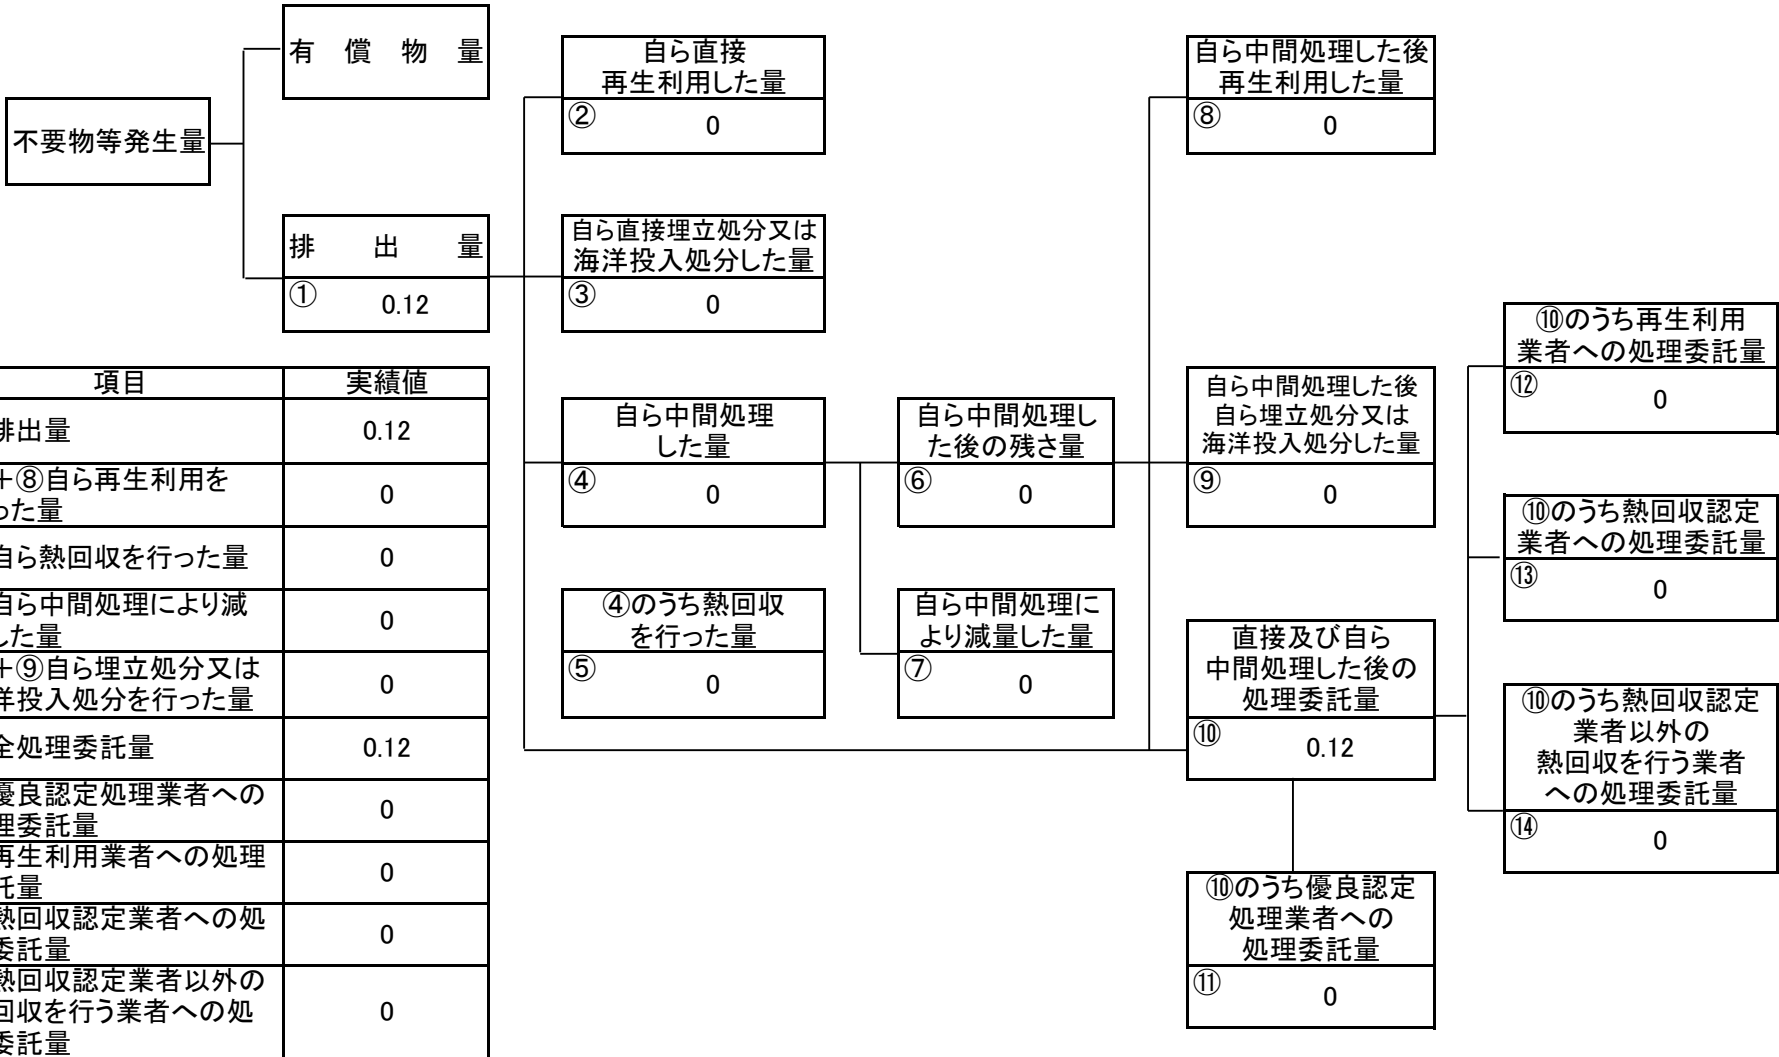 有償物量
不要物等発生量
排出量
① 0.12
自ら直接
再生利用した量
② 0
自ら直接埋立処分又は
海洋投入処分した量
③ 0
自ら中間処理
した量
④ 0
④のうち熱回収
を行った量
⑤ 0
自ら中間処理し
た後の残さ量
⑥ 0
自ら中間処理に
より減量した量
⑦ 0
自ら中間処理した後
再生利用した量
⑧ 0
自ら中間処理した後
自ら埋立処分又は
海洋投入処分した量
⑨ 0
直接及び自ら
中間処理した後の
処理委託量
⑩ 0.12
⑩のうち優良認定
処理業者への
処理委託量
⑪ 0
⑩のうち再生利用
業者への処理委託量
⑫ 0
⑩のうち熱回収認定
業者への処理委託量
⑬ 0
⑩のうち熱回収認定
業者以外の
熱回収を行う業者
への処理委託量
⑭ 0
項目 実績値
排出量 0.12
+⑧自ら再生利用を
った量 0
自ら熱回収を行った量 0
自ら中間処理により減
した量 0
+⑨自ら埋立処分又は
洋投入処分を行った量 0
全処理委託量 0.12
優良認定処理業者への
理委託量 0
再生利用業者への処理
託量 0
熱回収認定業者への処
委託量 0
熱回収認定業者以外の
回収を行う業者への処
委託量 0